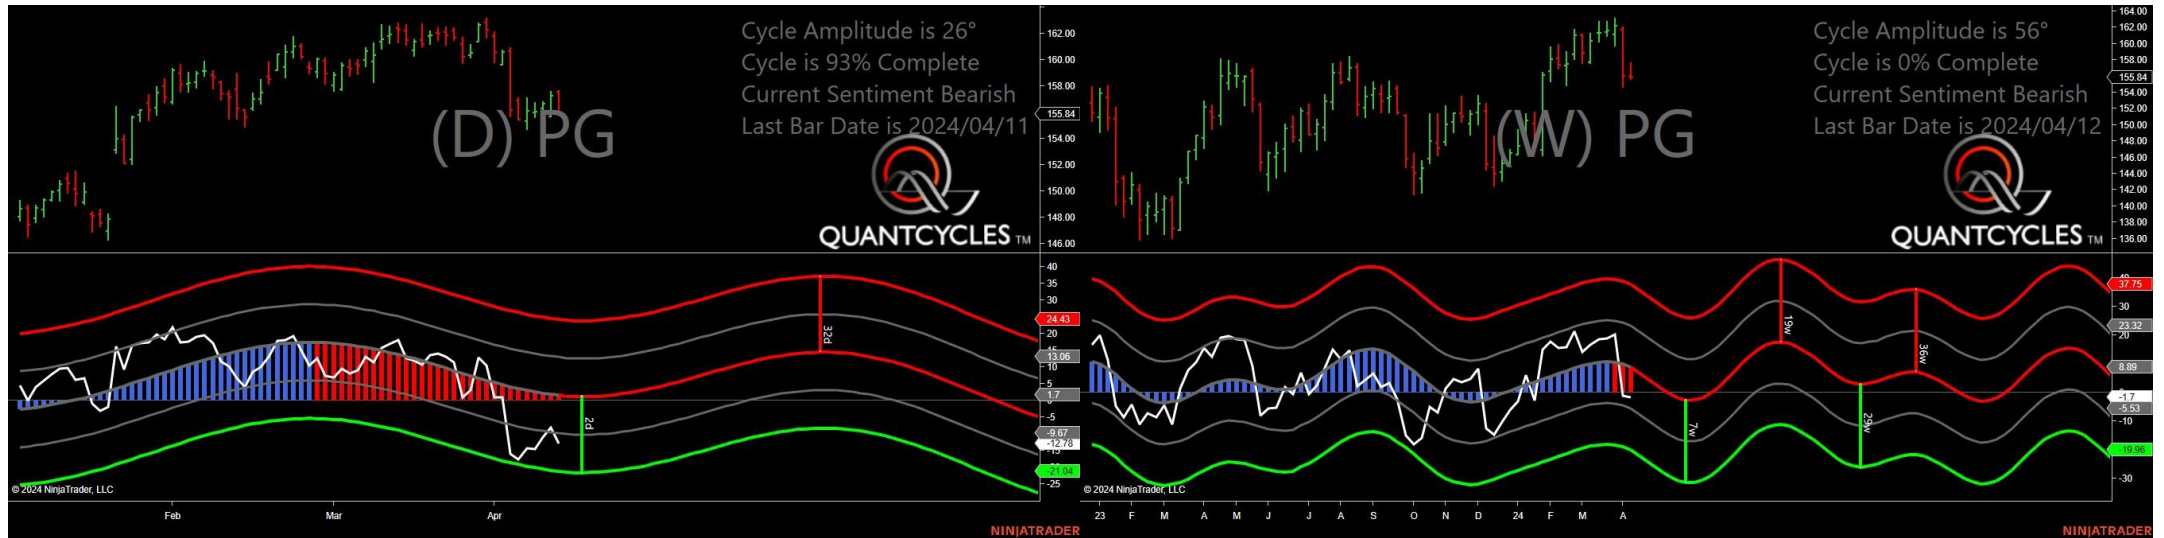 Cycle Amplitude is 26°
Cycle is 93% Complete
Current Sentiment Bearish
Last Bar Date is 2024/04/11
(D) PG
QUANTCYCLES TM
162.00
160.00
158.00
155.84
154.00
152.00
150.00
148.00
146.00
40
35
30
24.43
20
13.06
10
5
1.7
-5
-9.67
-12.78
-21.04
-25
32d
2d
© 2024 NinjaTrader, LLC
Feb Mar Apr
NINJATRADER
Cycle Amplitude is 56°
Cycle is 0% Complete
Current Sentiment Bearish
Last Bar Date is 2024/04/12
(W) PG
QUANTCYCLES TM
164.00
162.00
160.00
158.00
155.84
154.00
152.00
150.00
148.00
146.00
144.00
142.00
140.00
138.00
136.00
37.75
30
23.32
20
8.89
-1.7
-5.53
-10
-19.96
-30
19w
36w
7w
29w
© 2024 NinjaTrader, LLC
23 F M A M J J A S O N D 24 F M A
NINJATRADER